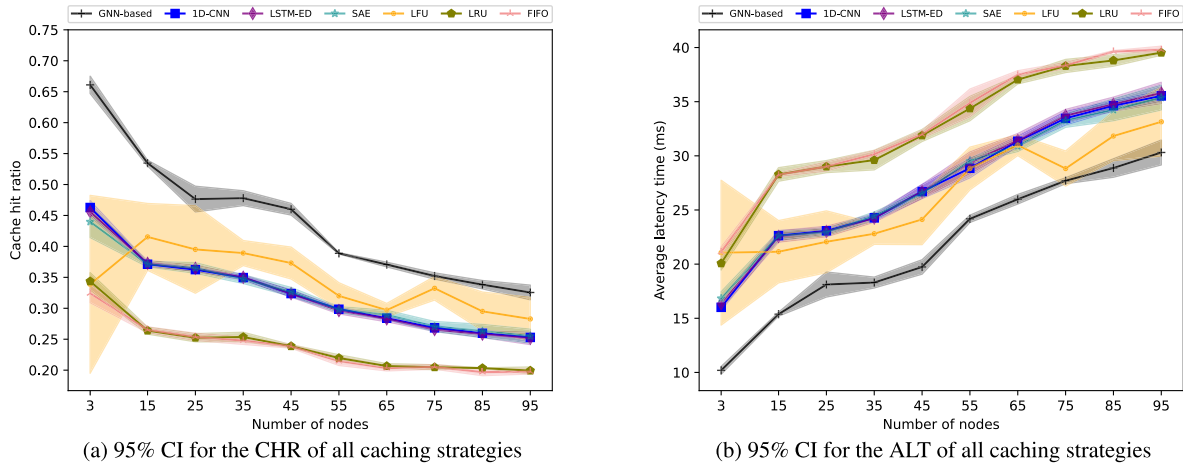 GNN-based 1D-CNN LSTM-ED SAE LFU LRU FIFO
0.75
0.70
0.65
0.60
0.55
0.50
0.45
0.40
0.35
0.30
0.25
0.20
Cache hit ratio
3 15 25 35 45 55 65 75 85 95
Number of nodes
(a) 95% CI for the CHR of all caching strategies
GNN-based 1D-CNN LSTM-ED SAE LFU LRU FIFO
40
35
30
25
20
15
10
Average latency time (ms)
3 15 25 35 45 55 65 75 85 95
Number of nodes
(b) 95% CI for the ALT of all caching strategies